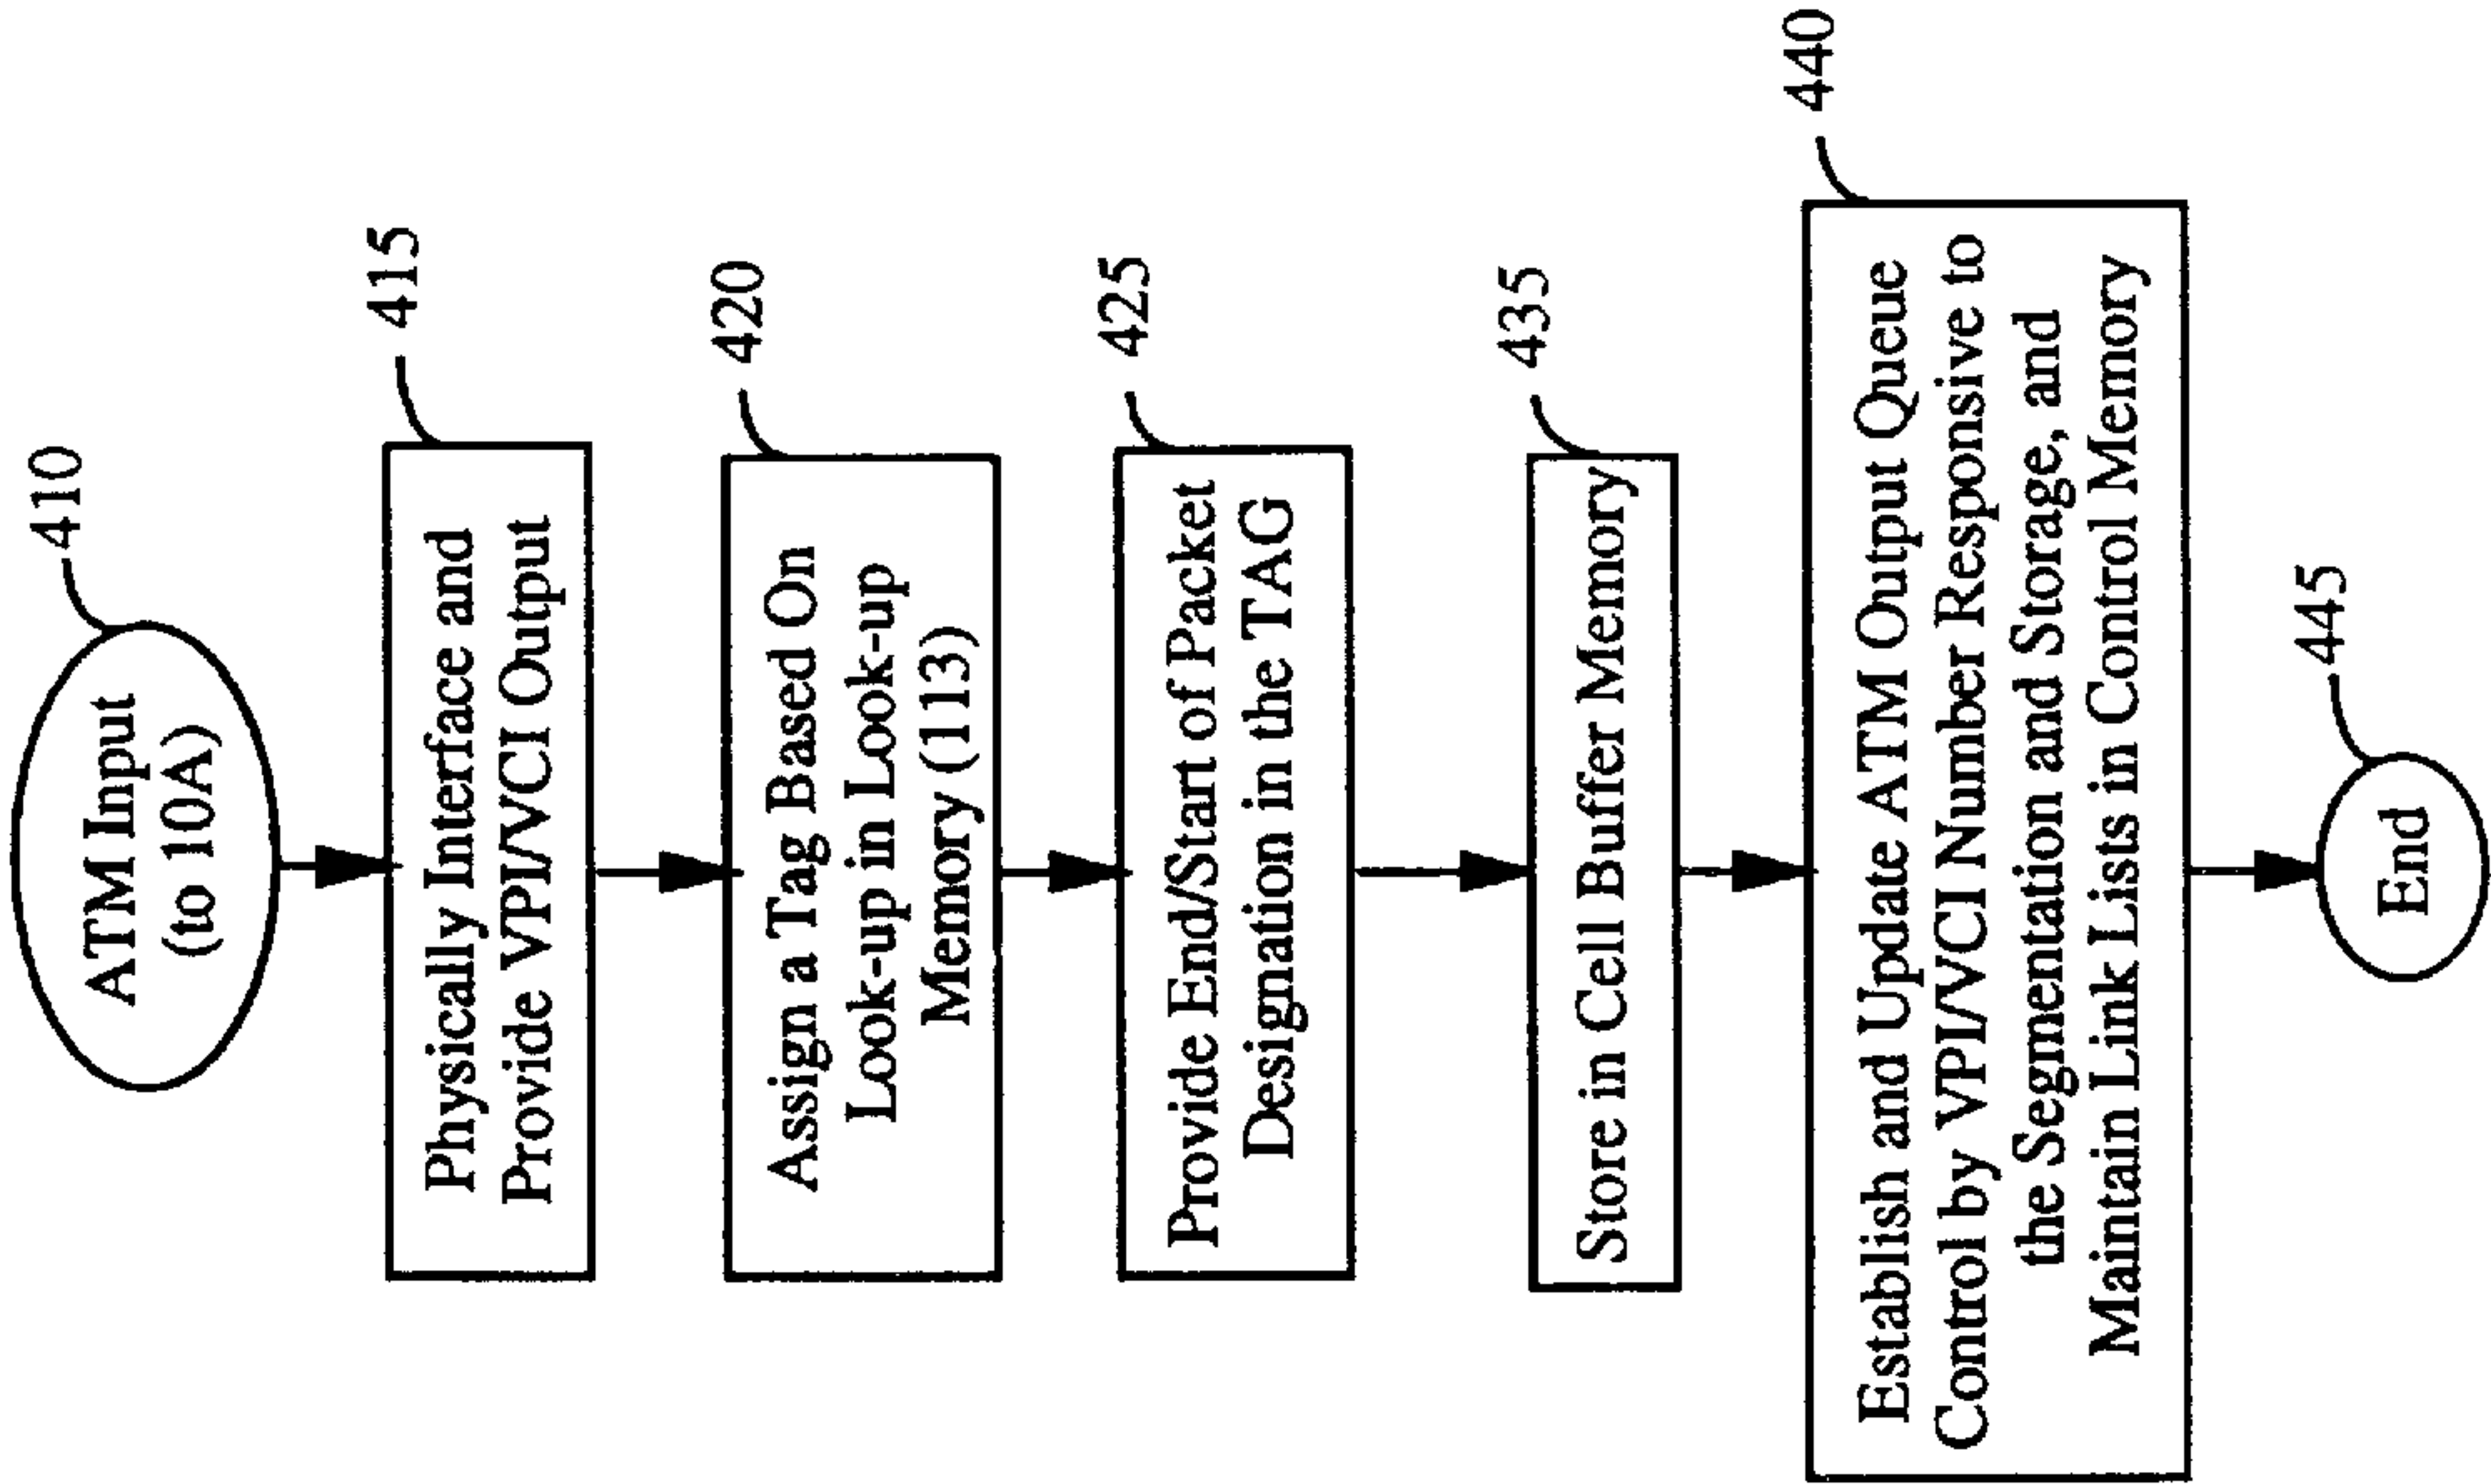 410
ATM Input
(to 10A)
415
Physically Interface and
Provide VPI/VCI Output
420
Assign a Tag Based On
Look-up in Look-up
Memory (113)
425
Provide End/Start of Packet
Designation in the TAG
435
Store in Cell Buffer Memory
440
Establish and Update ATM Output Queue
Control by VPI/VCI Number Responsive to
the Segmentation and Storage, and
Maintain Link Lists in Control Memory
445
End